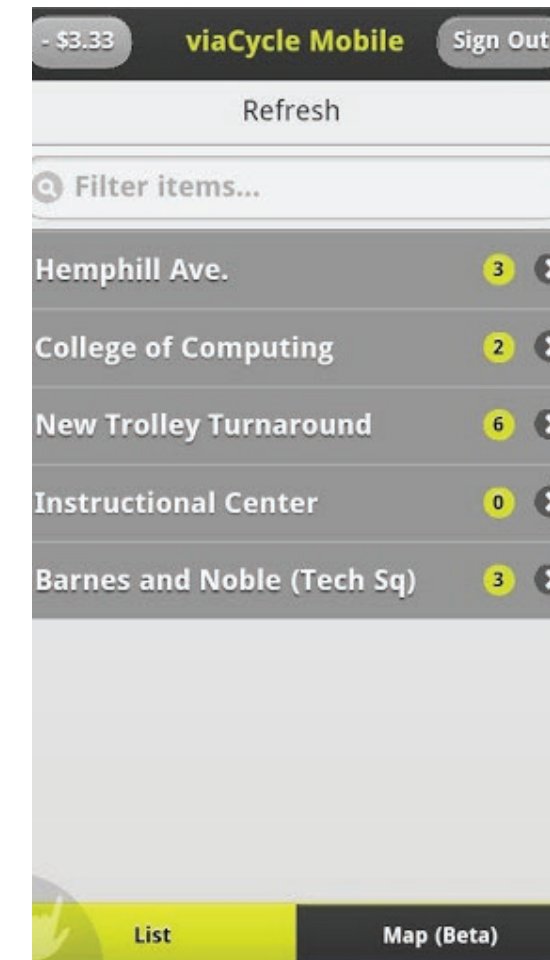 - $3.33 viaCycle Mobile Sign Out
Refresh
Filter items...
Hemphill Ave. 3
College of Computing 2
New Trolley Turnaround 6
Instructional Center 0
Barnes and Noble (Tech Sq) 3
List Map (Beta)